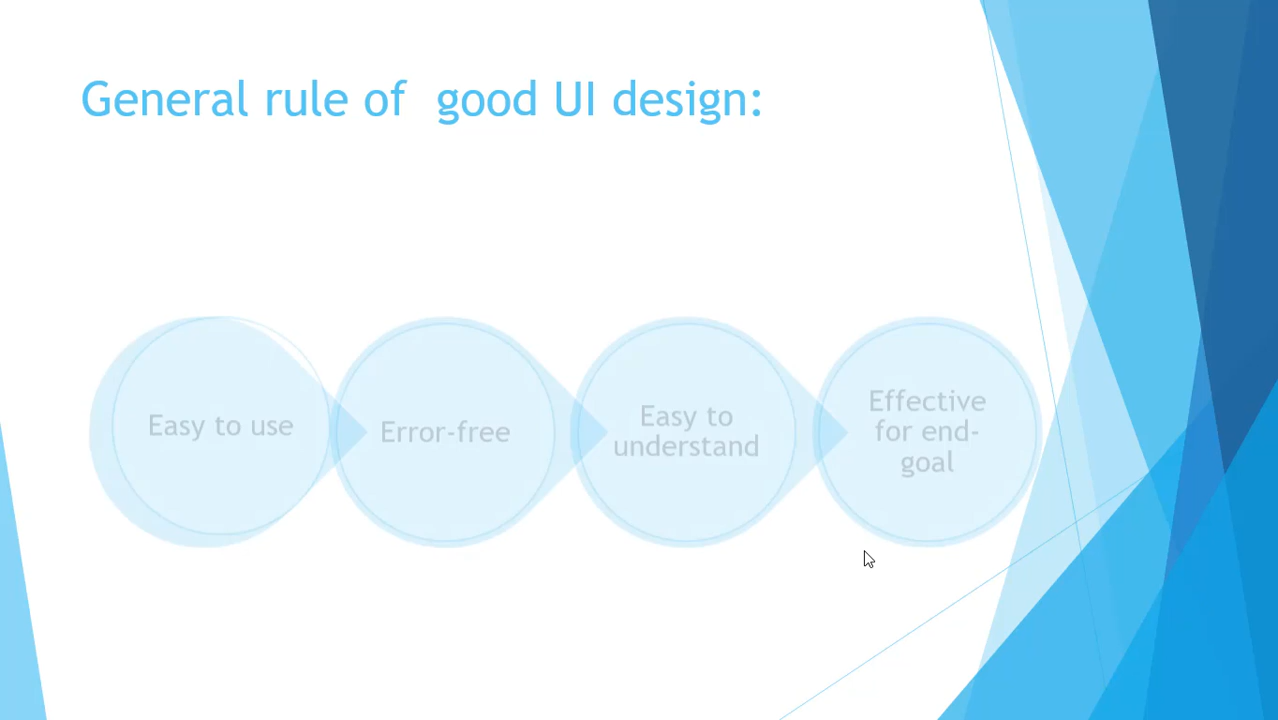 General rule of  good UI design:
Easy to use
Error-free
Easy to
understand
Effective
for end-
goal